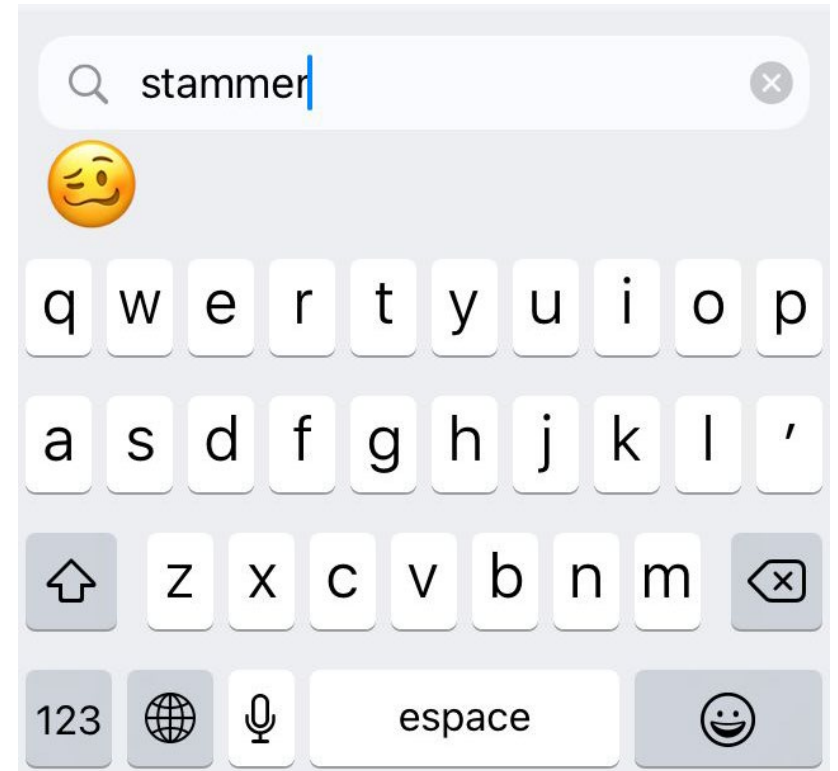 stammer
q w e r t y u i o p
a s d f g h j k l ′
z x c v b n m
123 espace